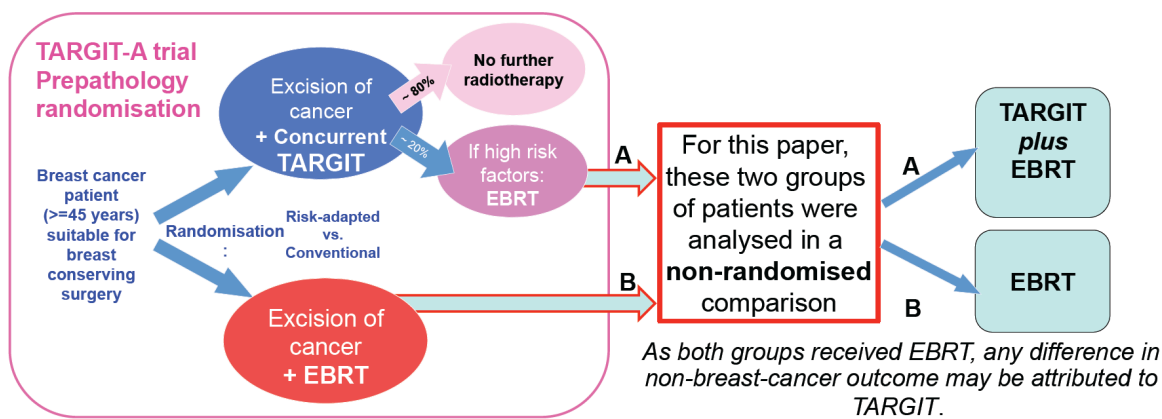 TARGIT-A trial
Prepathology
randomisation
Breast cancer
patient
(>=45 years)
suitable for
breast
conserving
surgery
Randomisation
:
Risk-adapted
vs.
Conventional
Excision of
cancer
+ Concurrent
TARGIT
~ 80%
No further
radiotherapy
~ 20%
If high risk
factors:
EBRT
Excision of
cancer
+ EBRT
A
B
For this paper,
these two groups
of patients were
analysed in a
non-randomised
comparison
A
B
TARGIT
plus
EBRT
EBRT
As both groups received EBRT, any difference in
non-breast-cancer outcome may be attributed to
TARGIT.